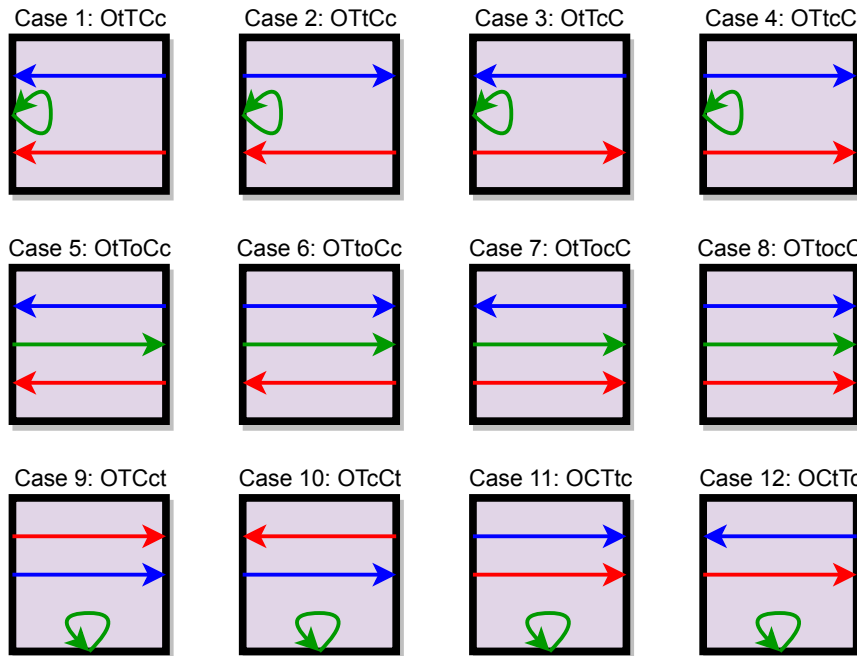 Case 1: OtTCc
Case 2: OTtCc
Case 3: OtTcC
Case 4: OTtcC
Case 5: OtToCc
Case 6: OTtoCc
Case 7: OtTocC
Case 8: OTtocC
Case 9: OTCct
Case 10: OTcCt
Case 11: OCTtc
Case 12: OCtTc